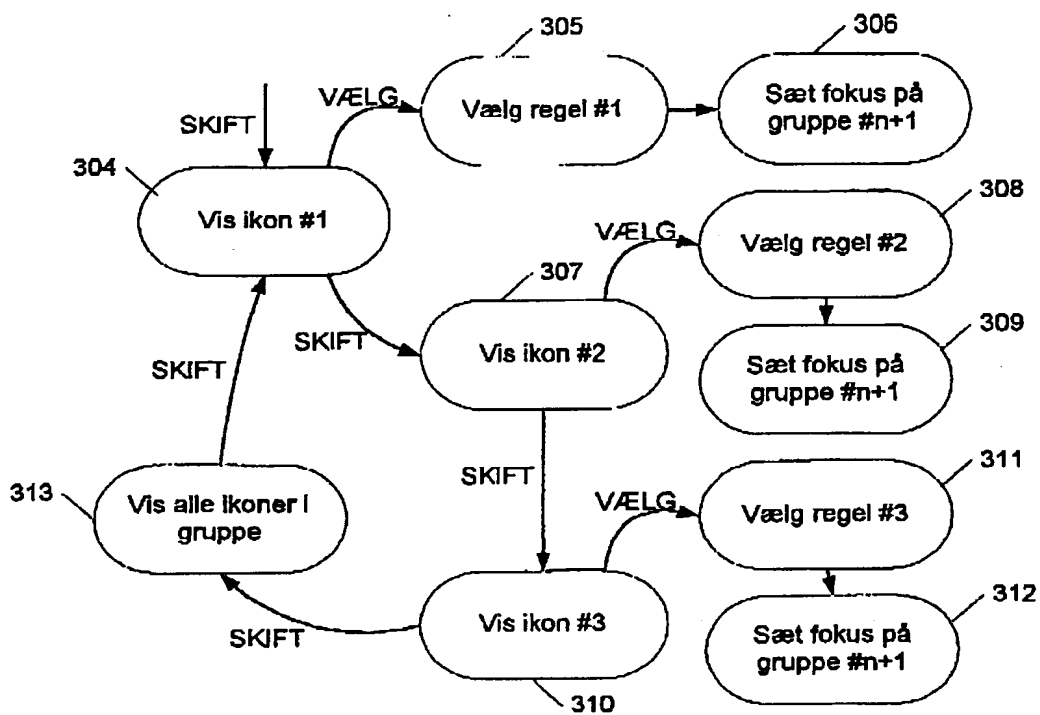 305
306
VÆLG
Vælg regel #1
Sæt fokus på
gruppe #n+1
SKIFT
304
Vis ikon #1
308
VÆLG
Vælg regel #2
307
SKIFT
Vis ikon #2
309
Sæt fokus på
gruppe #n+1
SKIFT
SKIFT
311
313
Vis alle ikoner i
gruppe
VÆLG
Vælg regel #3
312
SKIFT
Vis ikon #3
Sæt fokus på
gruppe #n+1
310